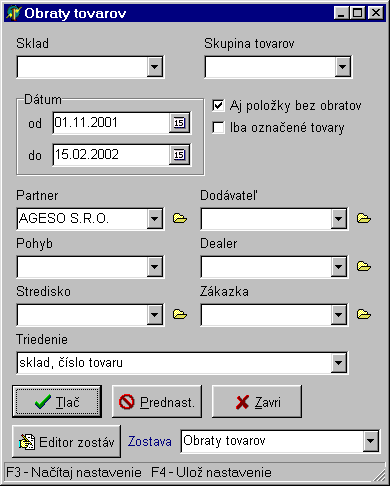 Obraty tovarov
Sklad Skupina tovarov
Dátum
od 01.11.2001 15
do 15.02.2002 15
Aj položky bez obratov
Iba označené tovary
Partner Dodávateľ
AGESO S.R.O.
Pohyb Dealer
Stredisko Zákazka
Triedenie
sklad, číslo tovaru
Tlač Prednast. Zavri
Editor zostáv Zostava Obraty tovarov
F3 - Načítaj nastavenie F4 - Ulož nastavenie